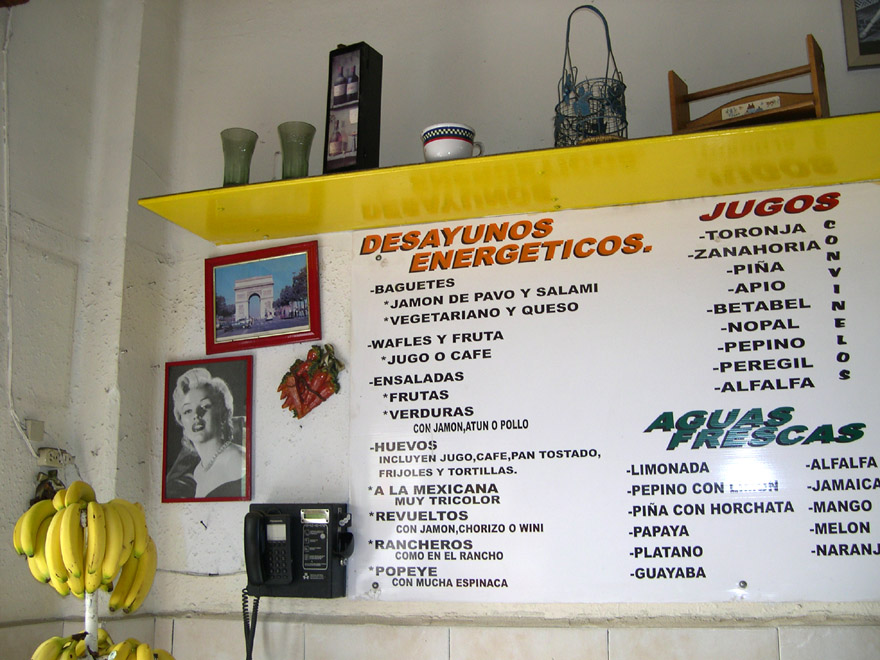 DESAYUNOS
ENERGETICOS.
-BAGUETES
*JAMON DE PAVO Y SALAMI
*VEGETARIANO Y QUESO
-WAFLES Y FRUTA
*JUGO O CAFE
-ENSALADAS
*FRUTAS
*VERDURAS
CON JAMON,ATUN O POLLO
-HUEVOS
INCLUYEN JUGO,CAFE,PAN TOSTADO,
FRIJOLES Y TORTILLAS.
*A LA MEXICANA
MUY TRICOLOR
*REVUELTOS
CON JAMON,CHORIZO O WINI
*RANCHEROS
COMO EN EL RANCHO
*POPEYE
CON MUCHA ESPINACA
JUGOS
-TORONJA
-ZANAHORIA
-PIÑA
-APIO
-BETABEL
-NOPAL
-PEPINO
-PEREGIL
-ALFALFA
CONVINELOS
AGUAS
FRESCAS
-LIMONADA
-PEPINO CON LIMON
-PIÑA CON HORCHATA
-PAPAYA
-PLATANO
-GUAYABA
-ALFALFA
-JAMAICA
-MANGO
-MELON
-NARANJ